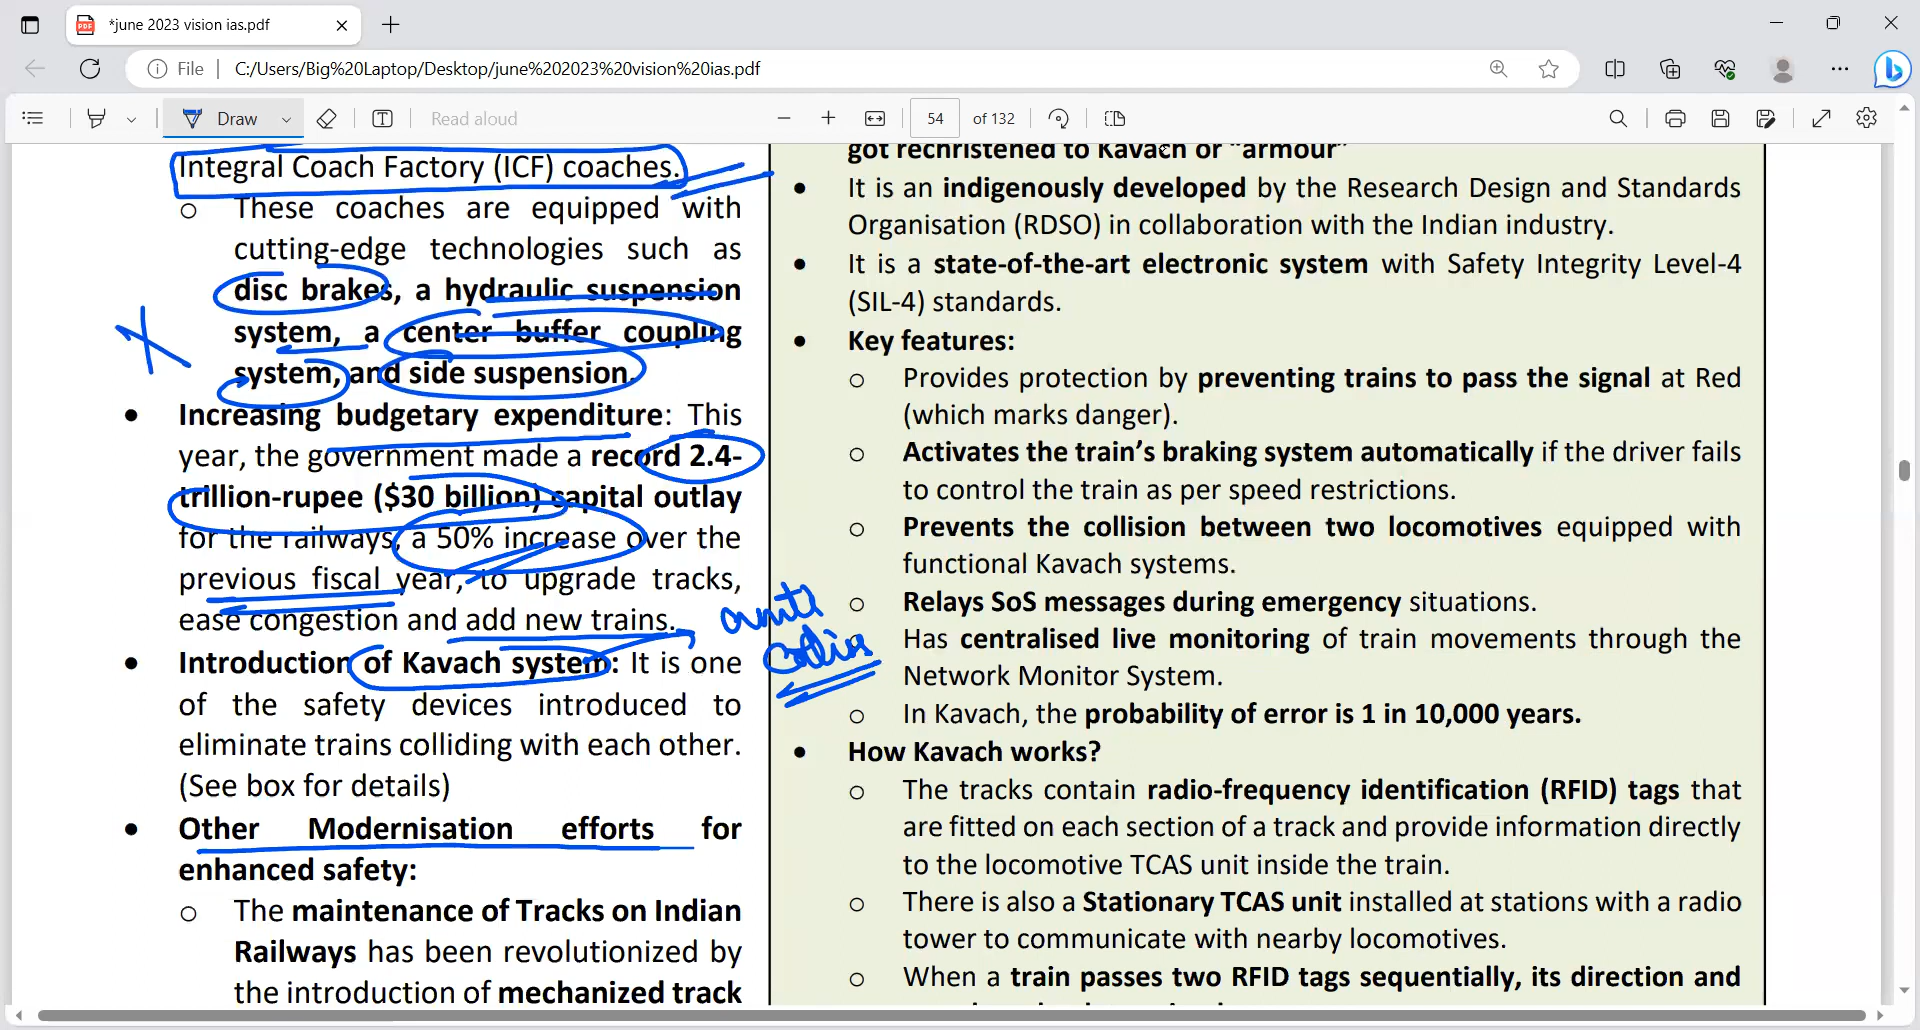 *june 2023 vision ias.pdf
File
C:/Users/Big%20Laptop/Desktop/june%202023%20vision%20ias.pdf
Draw
Read aloud
54 of 132
Integral Coach Factory (ICF) coaches.
o These coaches are equipped with
cutting-edge technologies such as
disc brakes, a hydraulic suspension
system, a center buffer coupling
system, and side suspension.
• Increasing budgetary expenditure: This
year, the government made a record 2.4-
trillion-rupee ($30 billion) capital outlay
for the railways, a 50% increase over the
previous fiscal year, to upgrade tracks,
ease congestion and add new trains.
• Introduction of Kavach system: It is one
of the safety devices introduced to
eliminate trains colliding with each other.
(See box for details)
• Other Modernisation efforts for
enhanced safety:
o The maintenance of Tracks on Indian
Railways has been revolutionized by
the introduction of mechanized track
got rechristened to Kavach or "armour"
• It is an indigenously developed by the Research Design and Standards
Organisation (RDSO) in collaboration with the Indian industry.
• It is a state-of-the-art electronic system with Safety Integrity Level-4
(SIL-4) standards.
• Key features:
o Provides protection by preventing trains to pass the signal at Red
(which marks danger).
o Activates the train's braking system automatically if the driver fails
to control the train as per speed restrictions.
o Prevents the collision between two locomotives equipped with
functional Kavach systems.
o Relays SoS messages during emergency situations.
o Has centralised live monitoring of train movements through the
Network Monitor System.
o In Kavach, the probability of error is 1 in 10,000 years.
• How Kavach works?
o The tracks contain radio-frequency identification (RFID) tags that
are fitted on each section of a track and provide information directly
to the locomotive TCAS unit inside the train.
o There is also a Stationary TCAS unit installed at stations with a radio
tower to communicate with nearby locomotives.
o When a train passes two RFID tags sequentially, its direction and